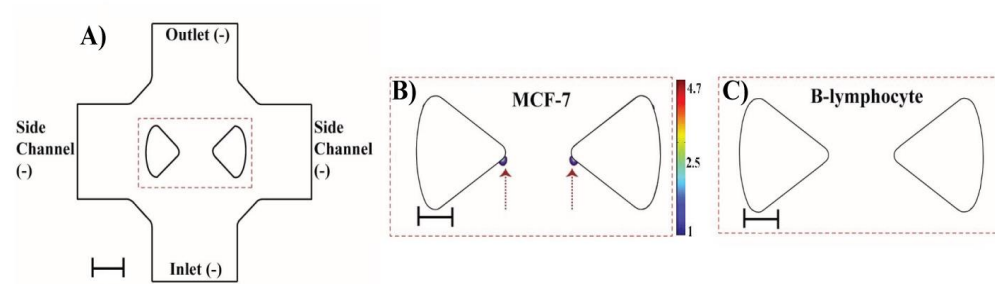 A)
Outlet (-)
Side
Channel
(-)
Side
Channel
(-)
Inlet (-)
B)
MCF-7
4.7
2.5
1
C)
B-lymphocyte